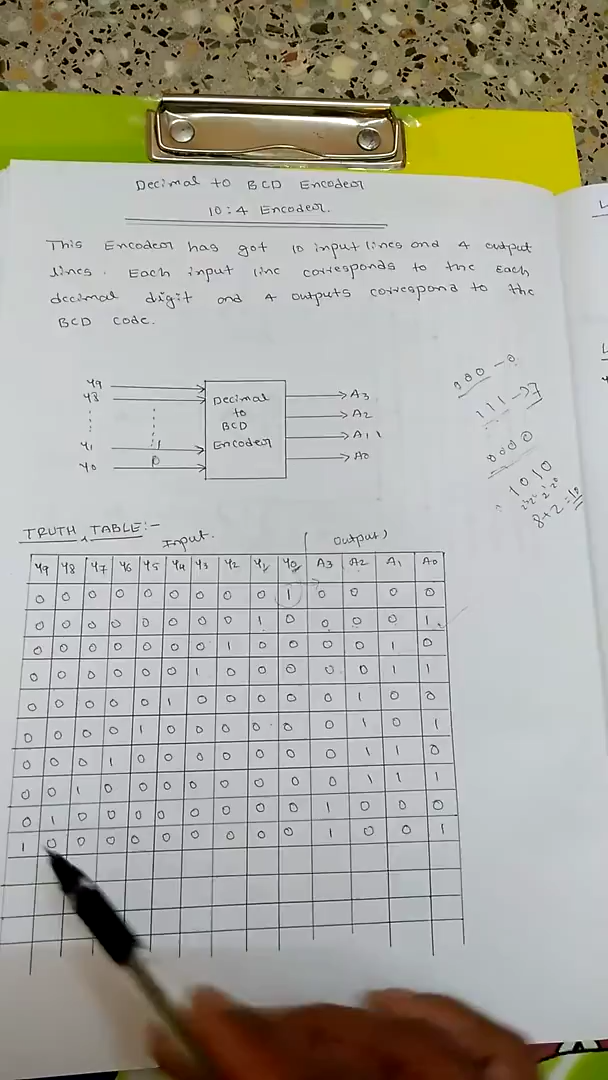 Decimal to BCD Encoder
10:4 Encoder.
This Encoder has got 10 input lines and 4 output
lines. Each input line corresponds to the each
decimal digit and 4 outputs correspond to the
BCD code.
Y9
Y8
Y1
Y0
Decimal
to
BCD
Encoder
A3
A2
A1
A0
000-0
111→7
0000
1010
2³2²2¹2⁰
8+2=10
TRUTH TABLE:-
Input.
(Output)
Y9 Y8 Y7 Y6 Y5 Y4 Y3 Y2 Y1 Y0 A3 A2 A1 A0
0 0 0 0 0 0 0 0 0 1 0 0 0 0
0 0 0 0 0 0 0 0 1 0 0 0 0 1
0 0 0 0 0 0 0 1 0 0 0 0 1 0
0 0 0 0 0 0 1 0 0 0 0 0 1 1
0 0 0 0 0 1 0 0 0 0 0 1 0 0
0 0 0 0 1 0 0 0 0 0 0 1 0 1
0 0 0 1 0 0 0 0 0 0 0 1 1 0
0 0 1 0 0 0 0 0 0 0 0 1 1 1
0 1 0 0 0 0 0 0 0 0 1 0 0 0
1 0 0 0 0 0 0 0 0 0 1 0 0 1